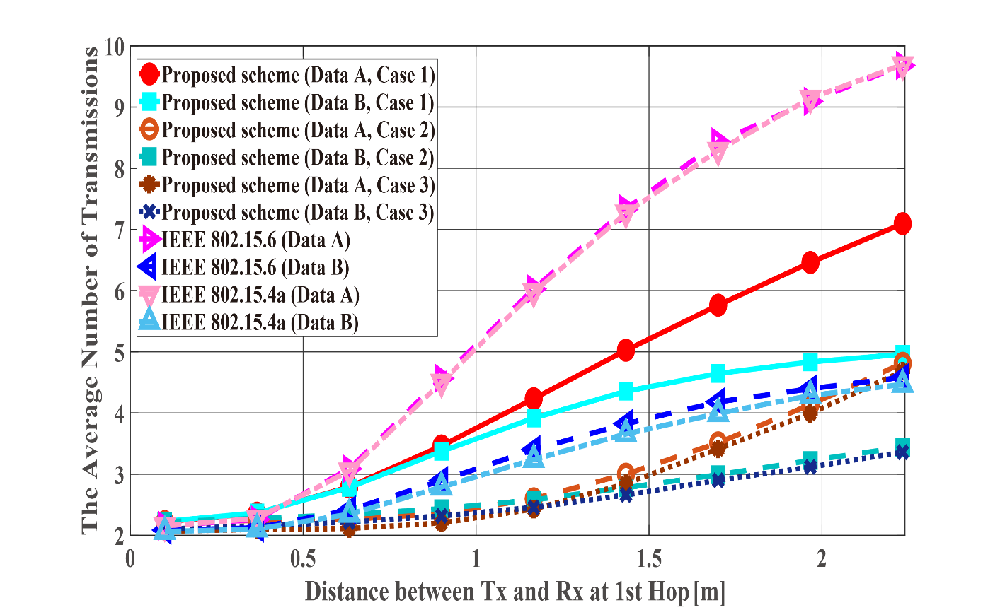 10
9
8
7
6
5
4
3
2
The Average Number of Transmissions
Proposed scheme (Data A, Case 1)
Proposed scheme (Data B, Case 1)
Proposed scheme (Data A, Case 2)
Proposed scheme (Data B, Case 2)
Proposed scheme (Data A, Case 3)
Proposed scheme (Data B, Case 3)
IEEE 802.15.6 (Data A)
IEEE 802.15.6 (Data B)
IEEE 802.15.4a (Data A)
IEEE 802.15.4a (Data B)
0 0.5 1 1.5 2
Distance between Tx and Rx at 1st Hop [m]